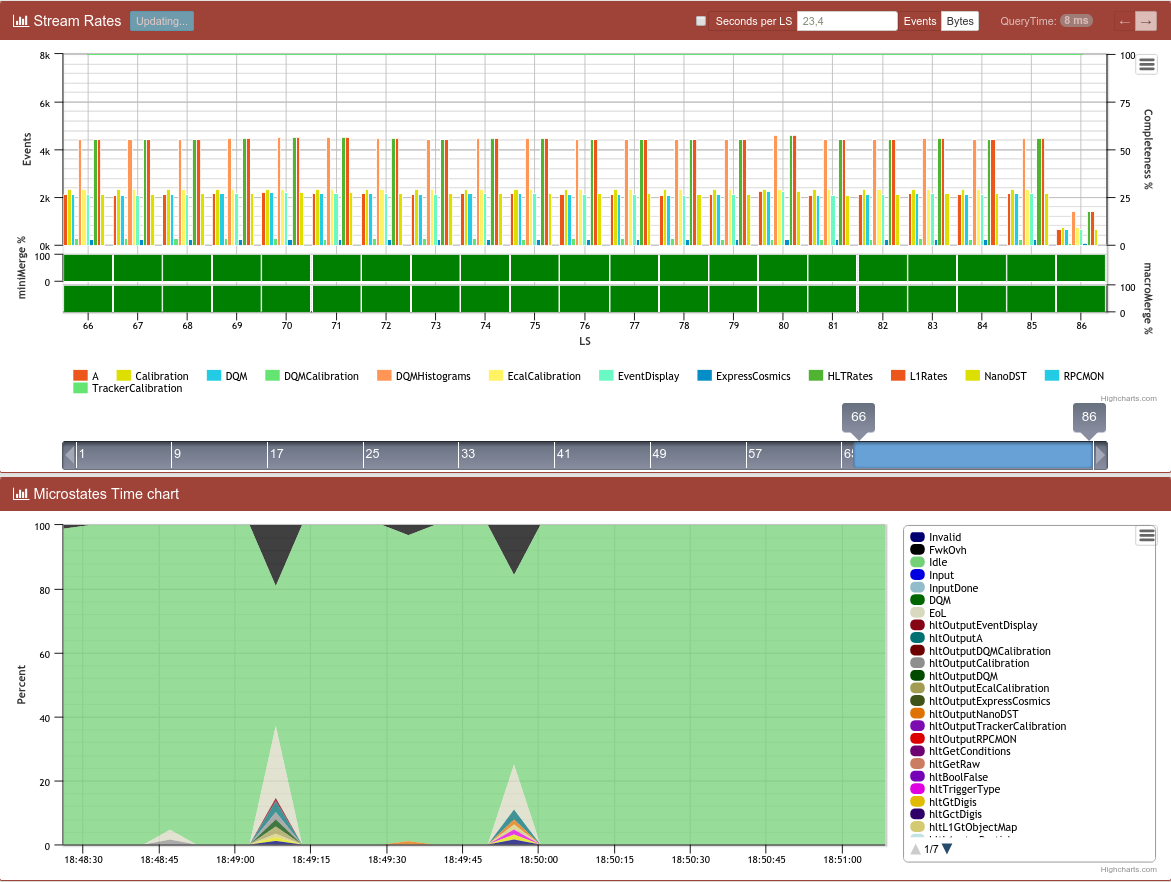 Stream Rates Updating... Seconds per LS 23,4 Events Bytes QueryTime: 8 ms ← →
8k 100
6k 75
4k 50
2k 25
0k 0
Events
Completeness %
100
0
miniMerge %
100
0
macroMerge %
66 67 68 69 70 71 72 73 74 75 76 77 78 79 80 81 82 83 84 85 86
LS
A Calibration DQM DQMCalibration DQMHistograms EcalCalibration EventDisplay ExpressCosmics HLTRates L1Rates NanoDST RPCMON
TrackerCalibration
Highcharts.com
66 86
1 9 17 25 33 41 49 57
Microstates Time chart
100
80
60
40
20
0
Percent
18:48:30 18:48:45 18:49:00 18:49:15 18:49:30 18:49:45 18:50:00 18:50:15 18:50:30 18:50:45 18:51:00
Invalid
FwkOvh
Idle
Input
InputDone
DQM
EoL
hltOutputEventDisplay
hltOutputA
hltOutputDQMCalibration
hltOutputCalibration
hltOutputDQM
hltOutputEcalCalibration
hltOutputExpressCosmics
hltOutputNanoDST
hltOutputTrackerCalibration
hltOutputRPCMON
hltGetConditions
hltGetRaw
hltBoolFalse
hltTriggerType
hltGtDigis
hltGctDigis
hltL1GtObjectMap
1/7
Highcharts.com